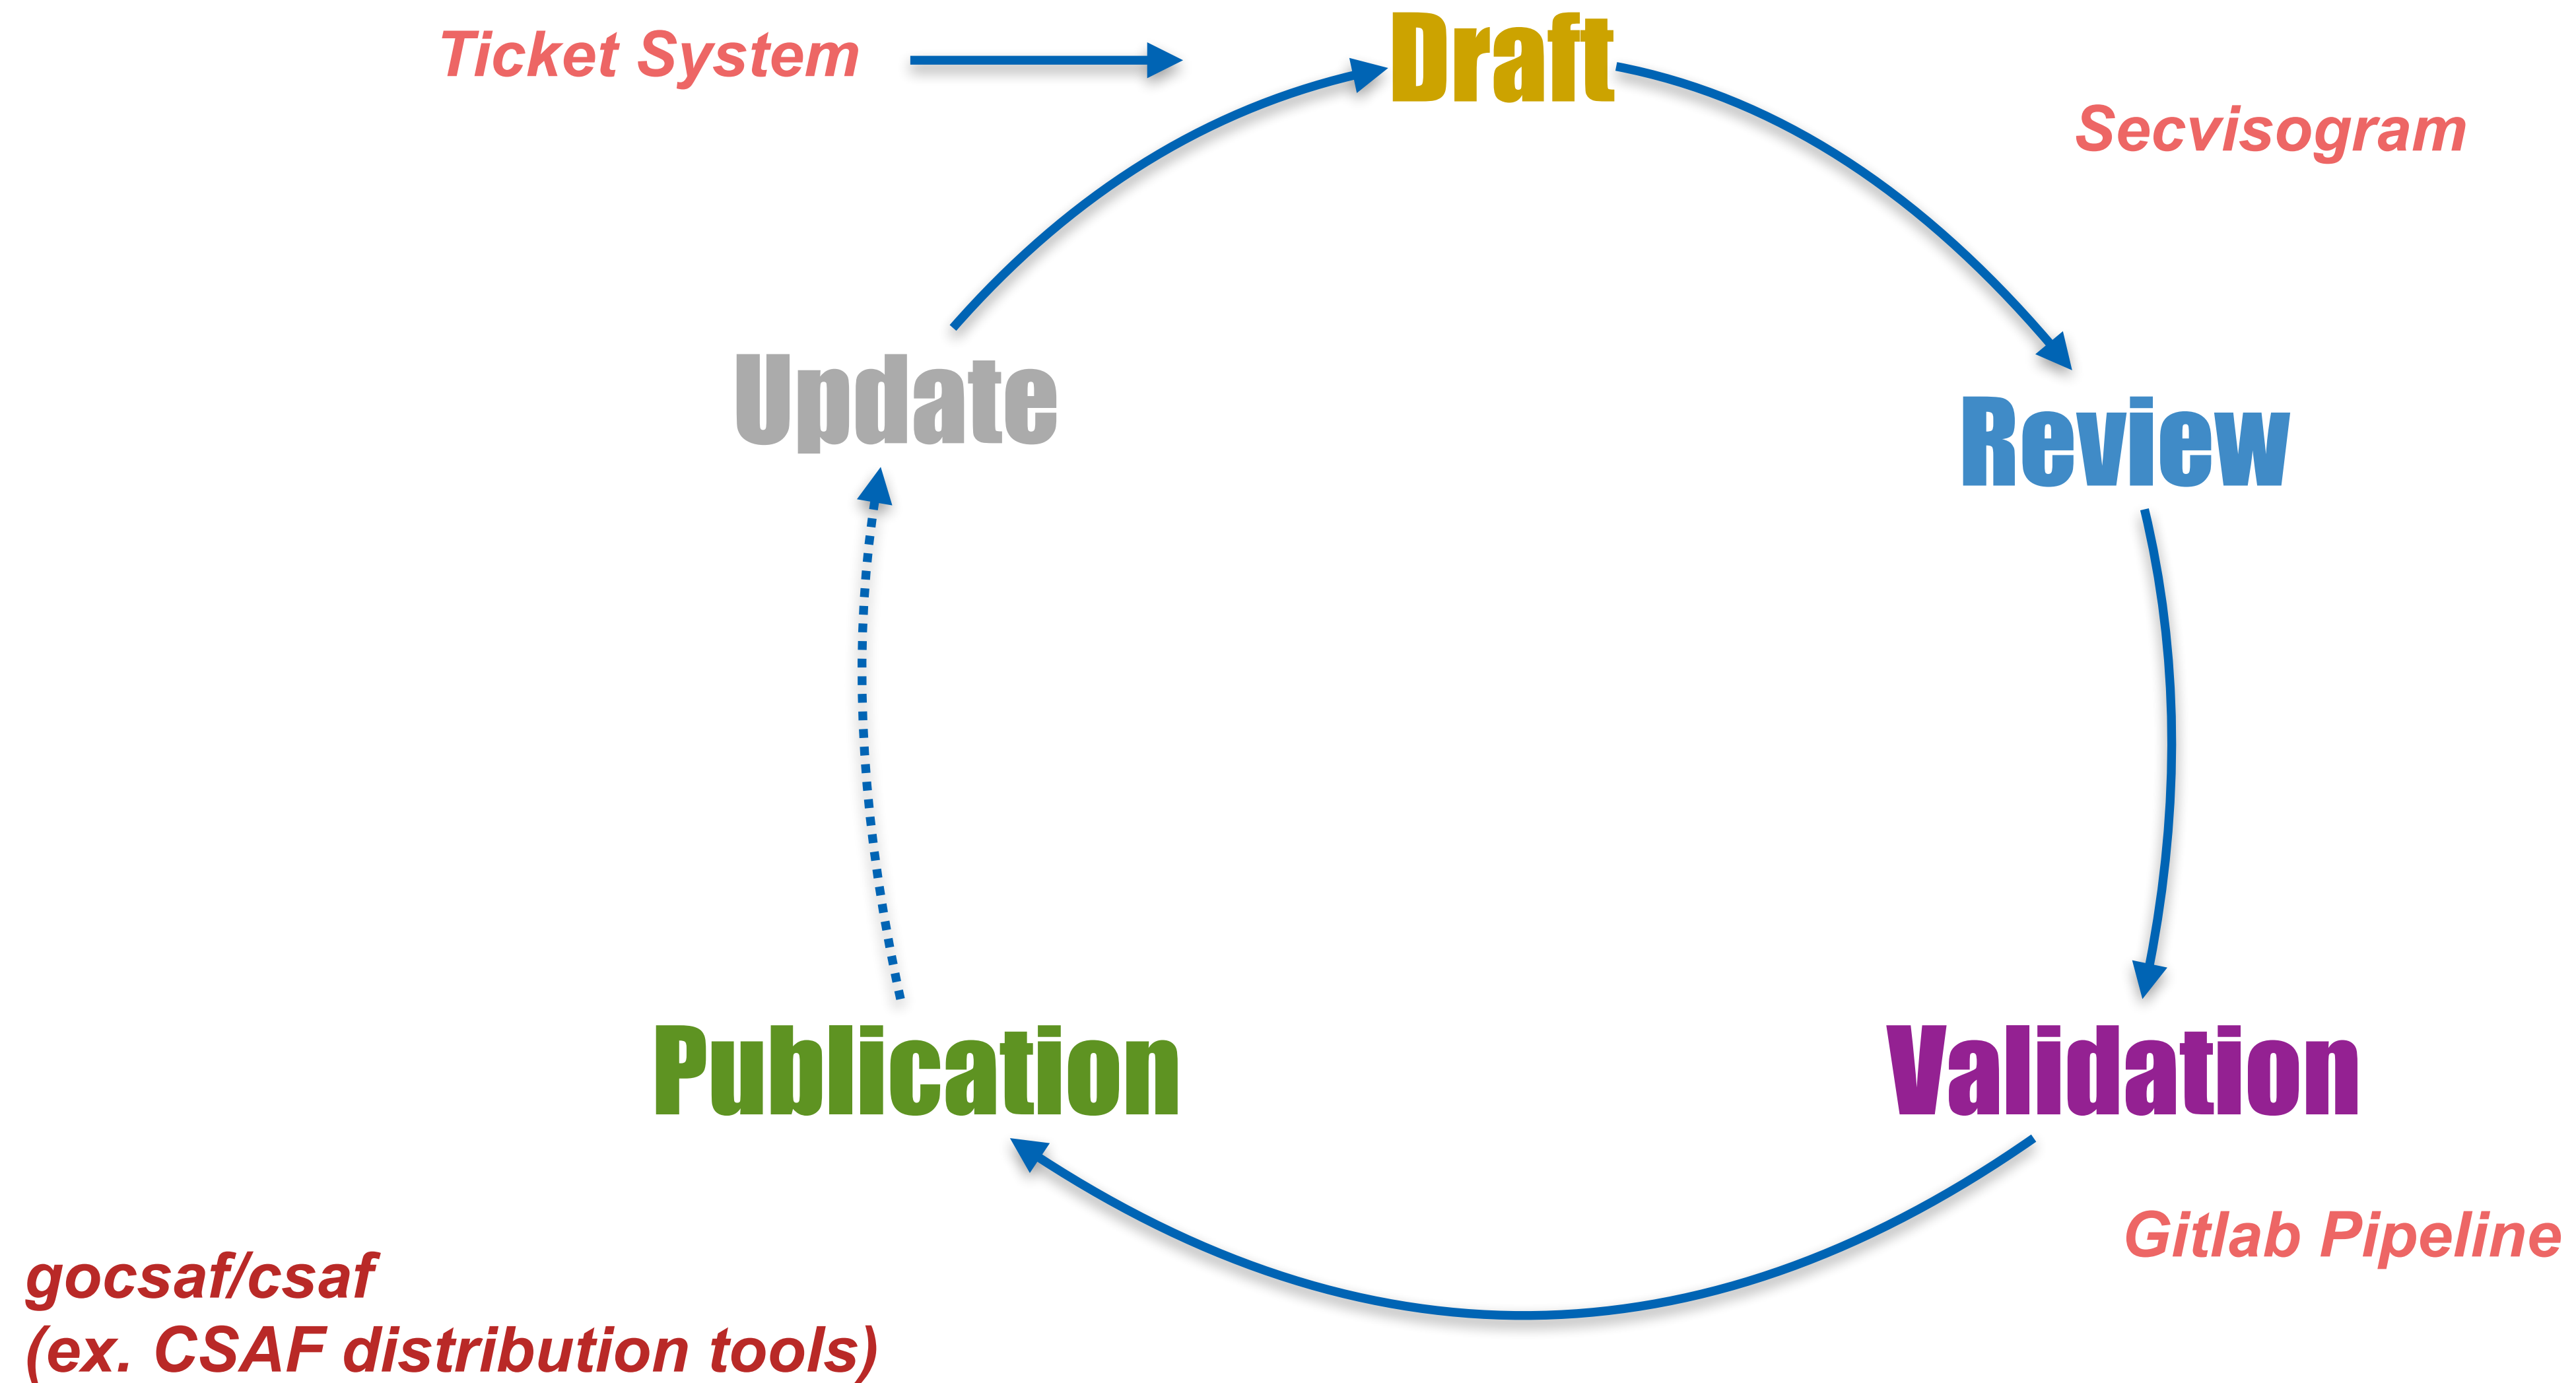 Ticket System
Draft
Secvisogram
Update
Review
Publication
Validation
Gitlab Pipeline
gocsaf/csaf
(ex. CSAF distribution tools)